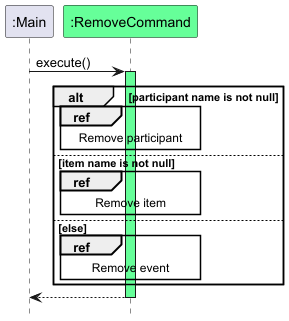 :Main
:RemoveCommand
execute()
alt
[participant name is not null]
ref
Remove participant
[item name is not null]
ref
Remove item
[else]
ref
Remove event